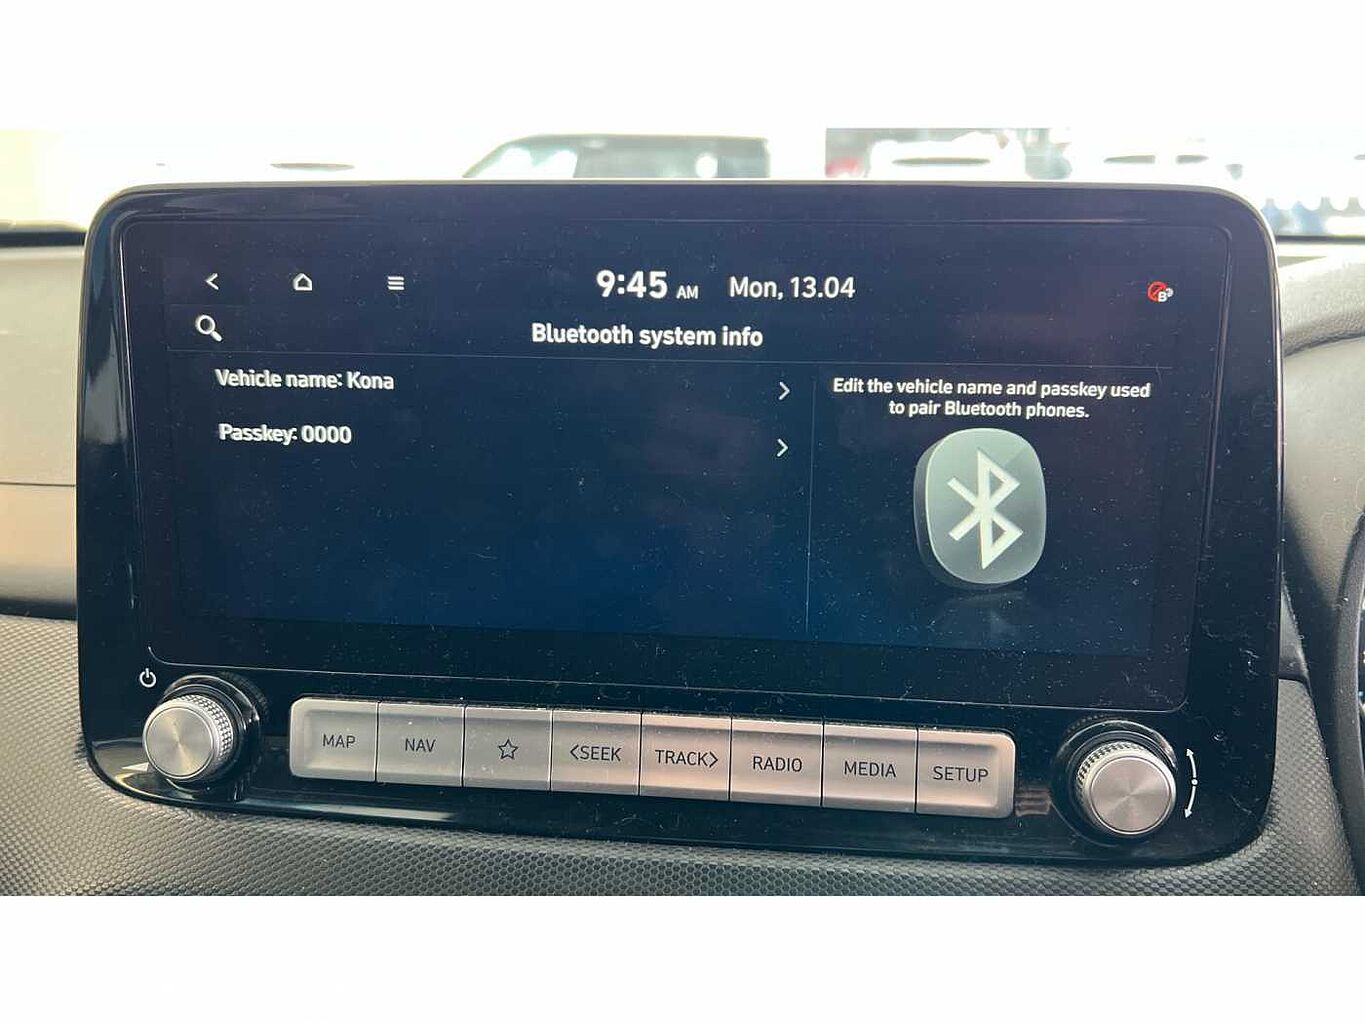 9:45 AM Mon, 13.04
Bluetooth system info
Vehicle name: Kona
Passkey: 0000
Edit the vehicle name and passkey used
to pair Bluetooth phones.
MAP NAV <SEEK TRACK> RADIO MEDIA SETUP